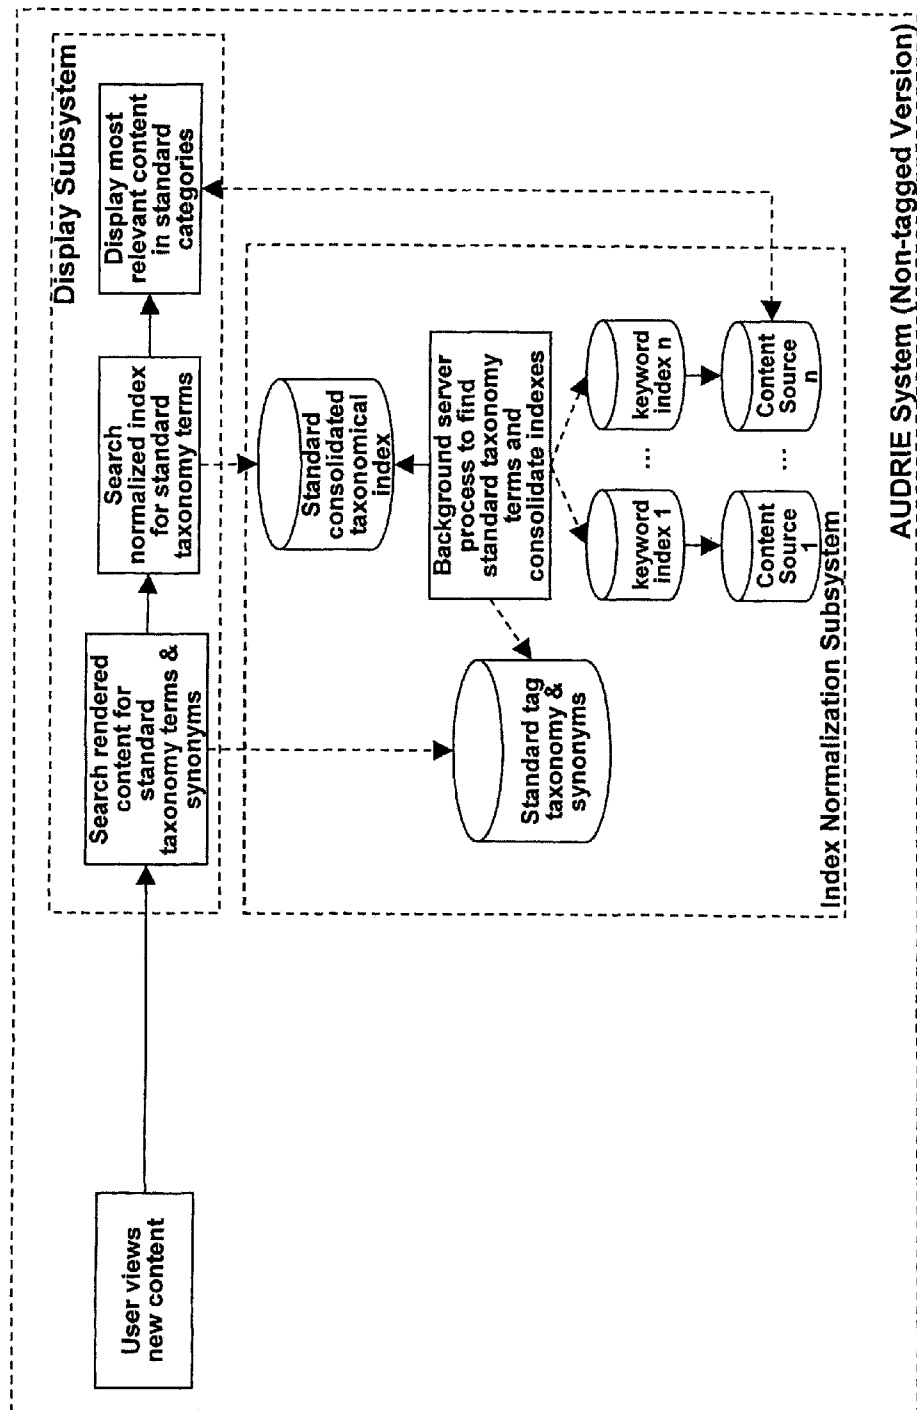 Display Subsystem
User views
new content
Search rendered
content for
standard
taxonomy terms &
synonyms
Search
normalized index
for standard
taxonomy terms
Display most
relevant content
in standard
categories
Standard
consolidated
taxonomical
index
Standard tag
taxonomy &
synonyms
Background server
process to find
standard taxonomy
terms and
consolidate indexes
keyword
index 1
...
keyword
index n
Content
Source
1
...
Content
Source
n
Index Normalization Subsystem
AUDRIE System (Non-tagged Version)